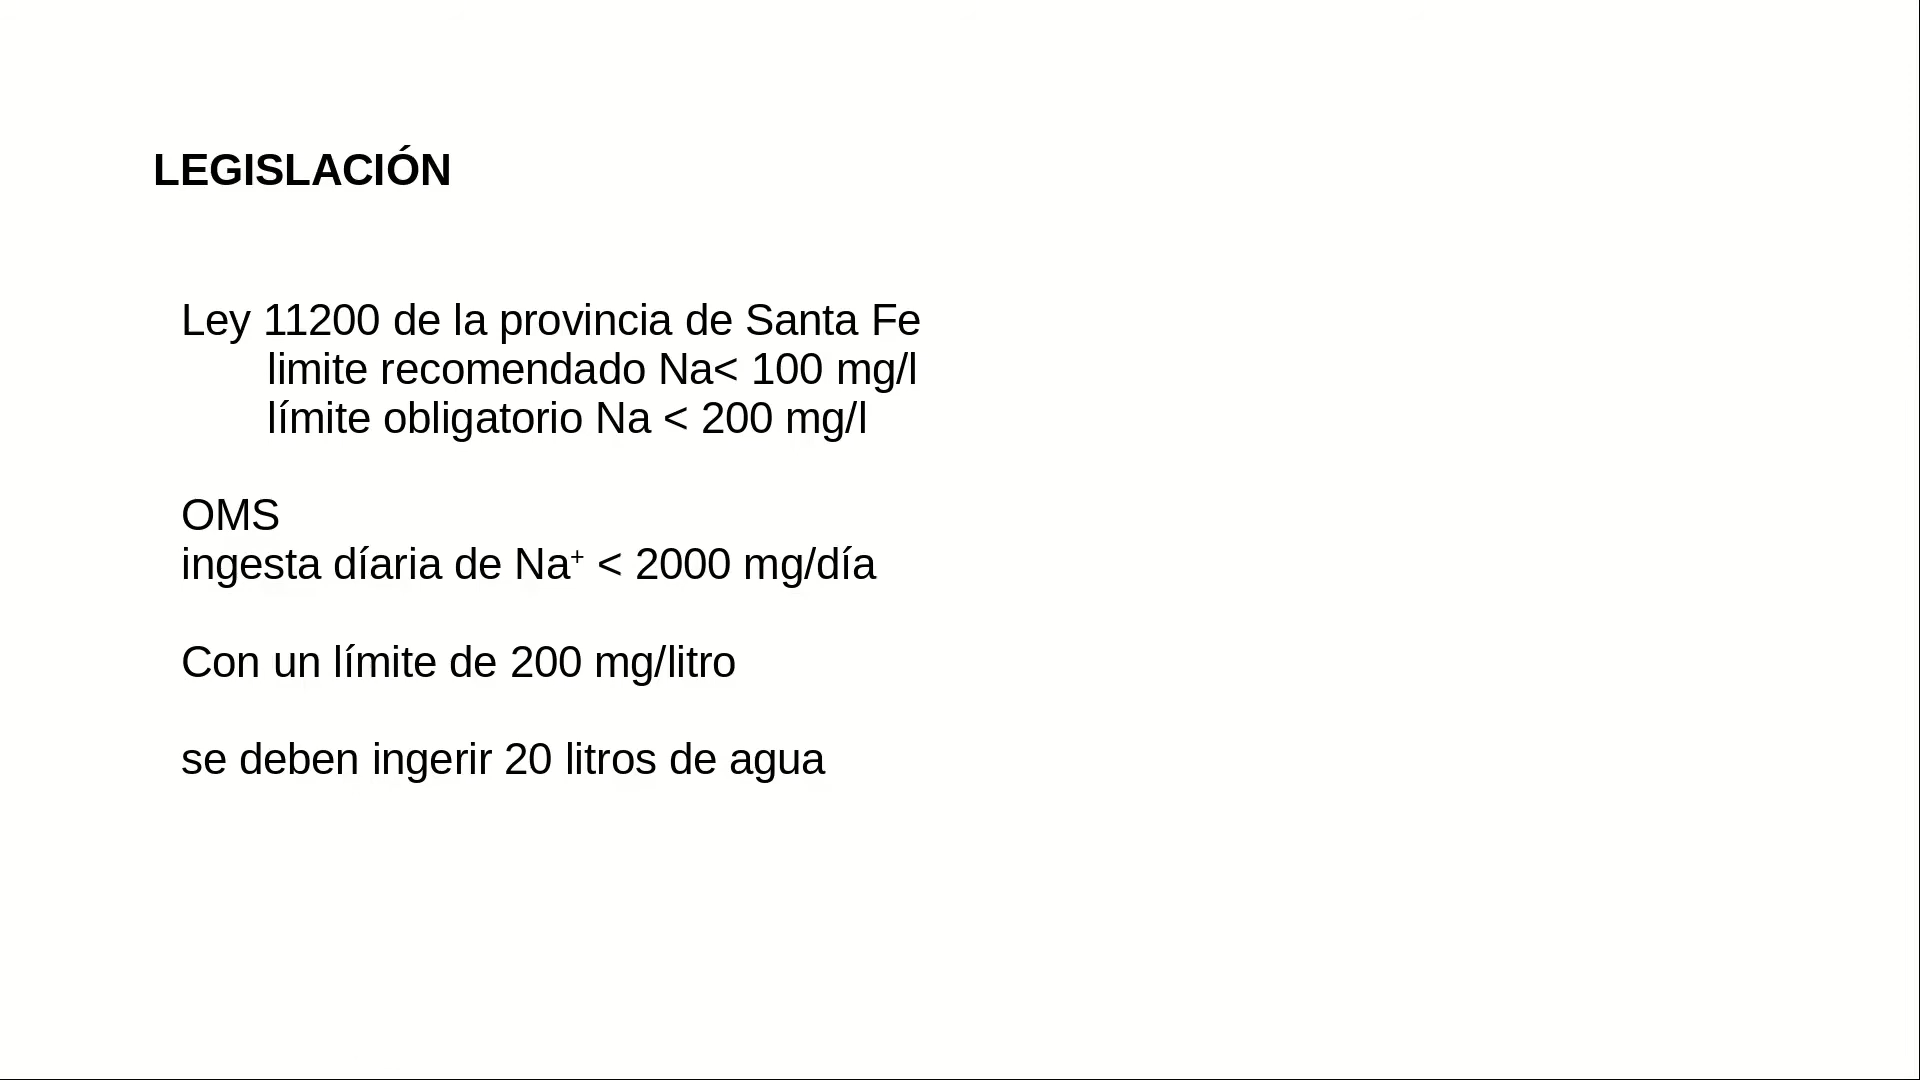 LEGISLACIÓN
Ley 11200 de la provincia de Santa Fe
limite recomendado Na< 100 mg/l
límite obligatorio Na < 200 mg/l
OMS
ingesta díaria de Na⁺ < 2000 mg/día
Con un límite de 200 mg/litro
se deben ingerir 20 litros de agua